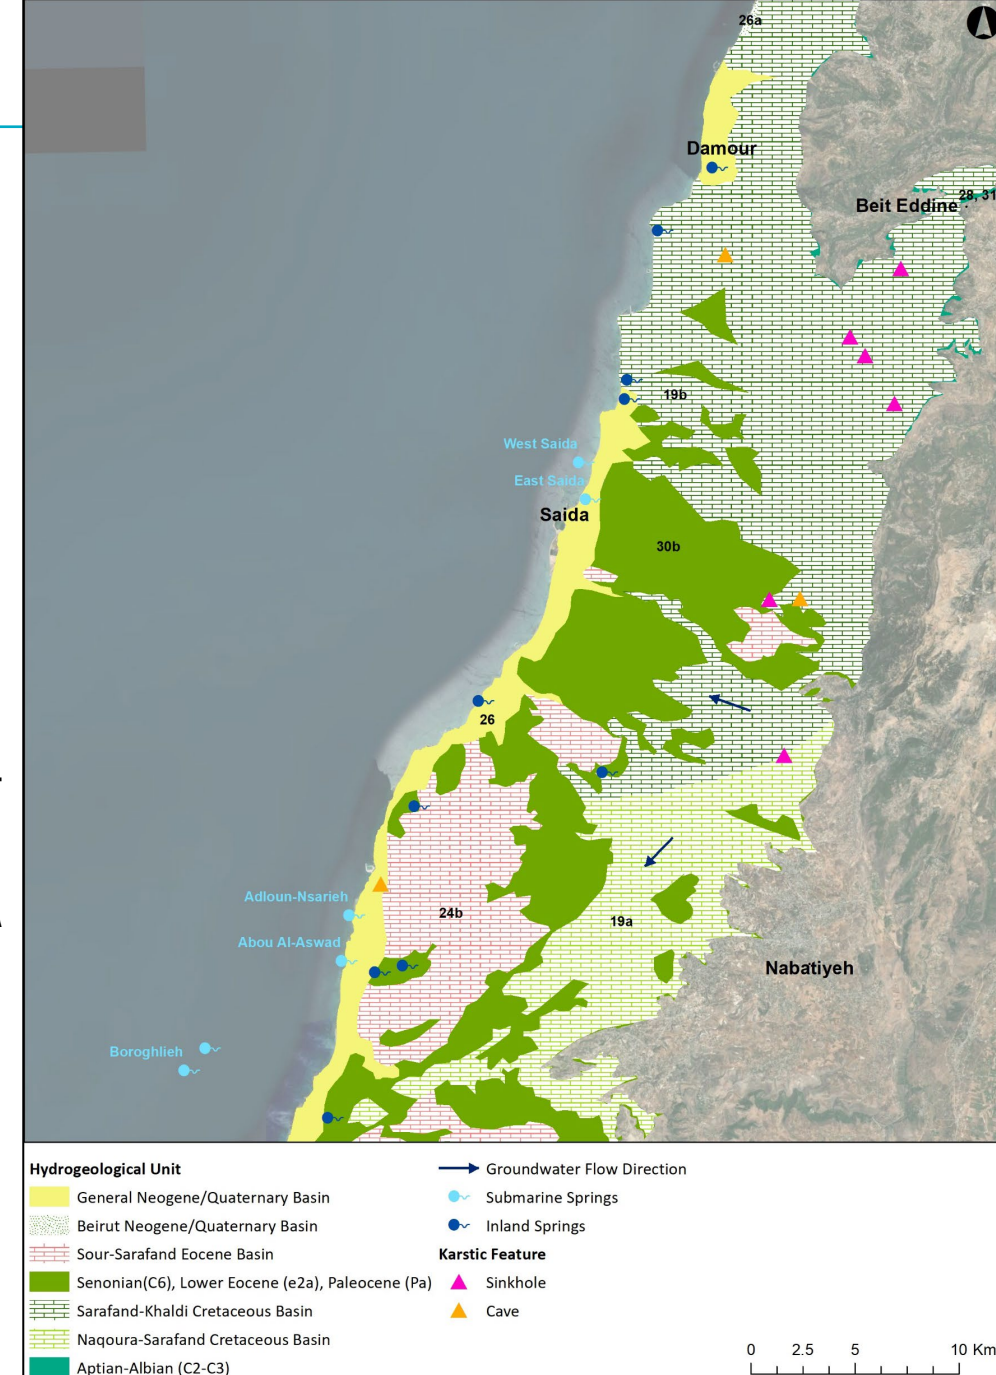 26a
Damour
28, 31
Beit Eddine
19b
West Saida
East Saida
Saida
30b
26
Adloun-Nsarieh
24b
19a
Abou Al-Aswad
Nabatiyeh
Boroghlieh
Hydrogeological Unit
General Neogene/Quaternary Basin
Beirut Neogene/Quaternary Basin
Sour-Sarafand Eocene Basin
Senonian(C6), Lower Eocene (e2a), Paleocene (Pa)
Sarafand-Khaldi Cretaceous Basin
Naqoura-Sarafand Cretaceous Basin
Aptian-Albian (C2-C3)
Groundwater Flow Direction
Submarine Springs
Inland Springs
Karstic Feature
Sinkhole
Cave
0 2.5 5 10 Km